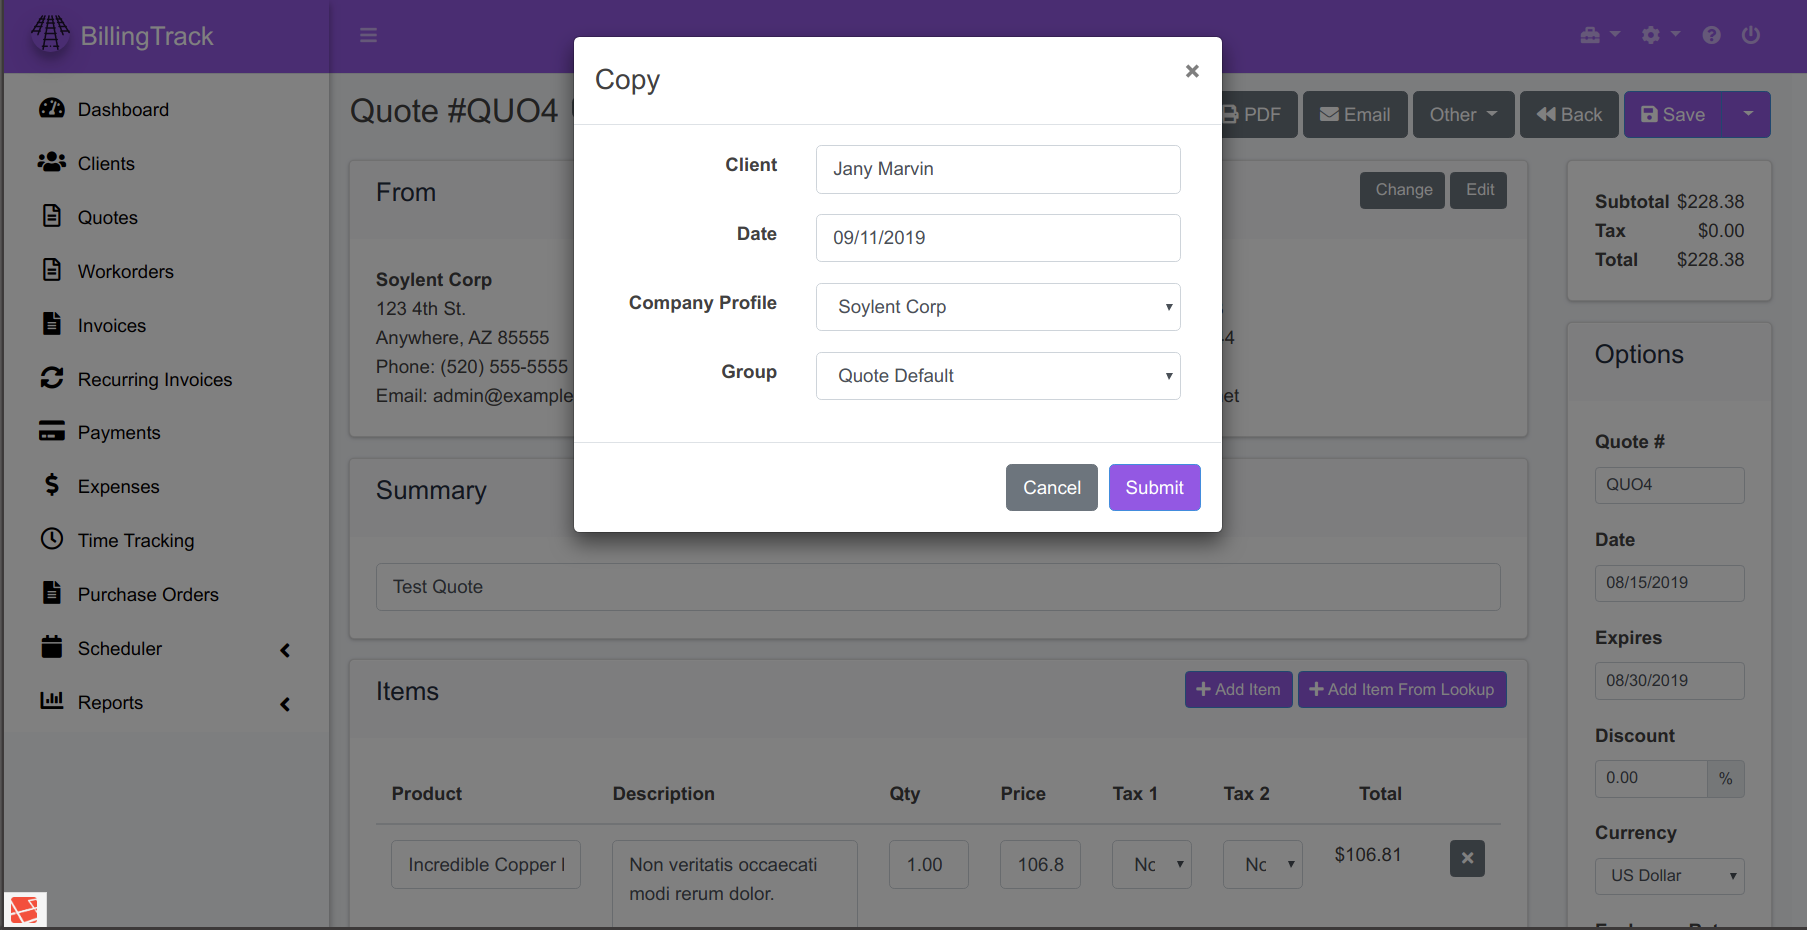 BillingTrack
Dashboard
Clients
Quotes
Workorders
Invoices
Recurring Invoices
Payments
Expenses
Time Tracking
Purchase Orders
Scheduler
Reports
Quote #QUO4
PDF
Email
Other
Back
Save
Copy
×
Client
Jany Marvin
Date
09/11/2019
Company Profile
Soylent Corp
Group
Quote Default
Cancel
Submit
From
Soylent Corp
123 4th St.
Anywhere, AZ 85555
Phone: (520) 555-5555
Email: admin@example
Change
Edit
Summary
Test Quote
Items
Add Item
Add Item From Lookup
Product Description Qty Price Tax 1 Tax 2 Total
Incredible Copper
Non veritatis occaecati
modi rerum dolor.
1.00
106.8
$106.81
Subtotal $228.38
Tax $0.00
Total $228.38
Options
Quote #
QUO4
Date
08/15/2019
Expires
08/30/2019
Discount
0.00 %
Currency
US Dollar